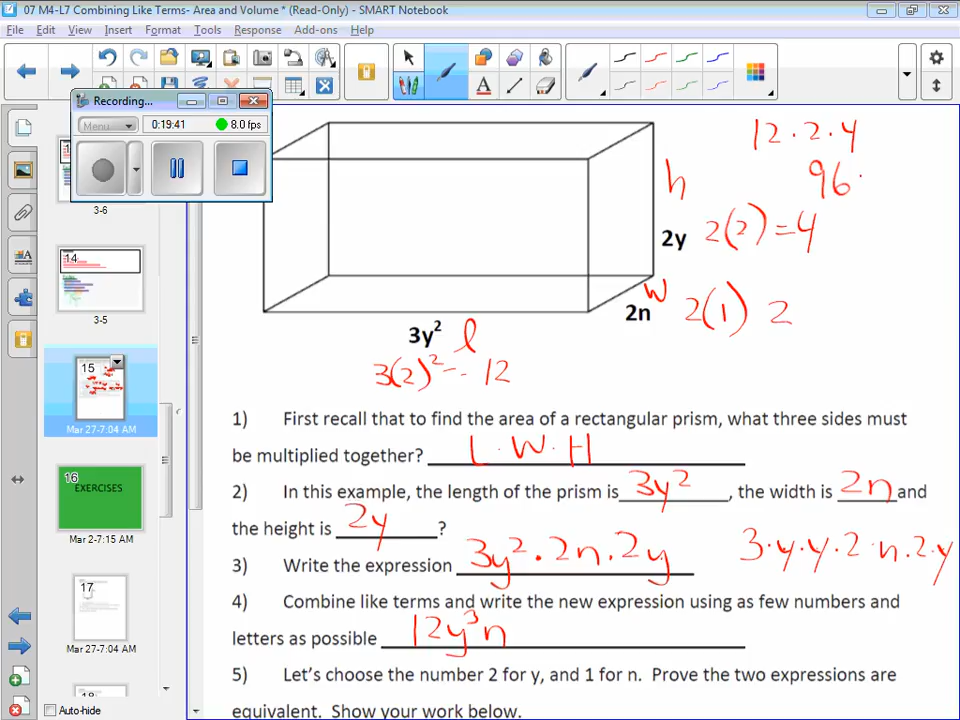 07 M4-L7 Combining Like Terms- Area and Volume * (Read-Only) - SMART Notebook
File Edit View Insert Format Tools Response Add-ons Help
Recording...
Menu 0:19:41 8.0 fps
3-6
14
3-5
15
Mar 27-7:04 AM
16
EXERCISES
Mar 2-7:15 AM
17
Mar 27-7:04 AM
18
Auto-hide
12 · 2 · 4
96
h
2y 2(2) = 4
w
2n 2(1) 2
3y² l
3(2)² = 12
1) First recall that to find the area of a rectangular prism, what three sides must
be multiplied together? L · W · H
2) In this example, the length of the prism is 3y², the width is 2n and
the height is 2y ?
3) Write the expression 3y² · 2n · 2y 3·y·y·2·n·2·y
4) Combine like terms and write the new expression using as few numbers and
letters as possible 12y³n
5) Let's choose the number 2 for y, and 1 for n. Prove the two expressions are
equivalent. Show your work below.